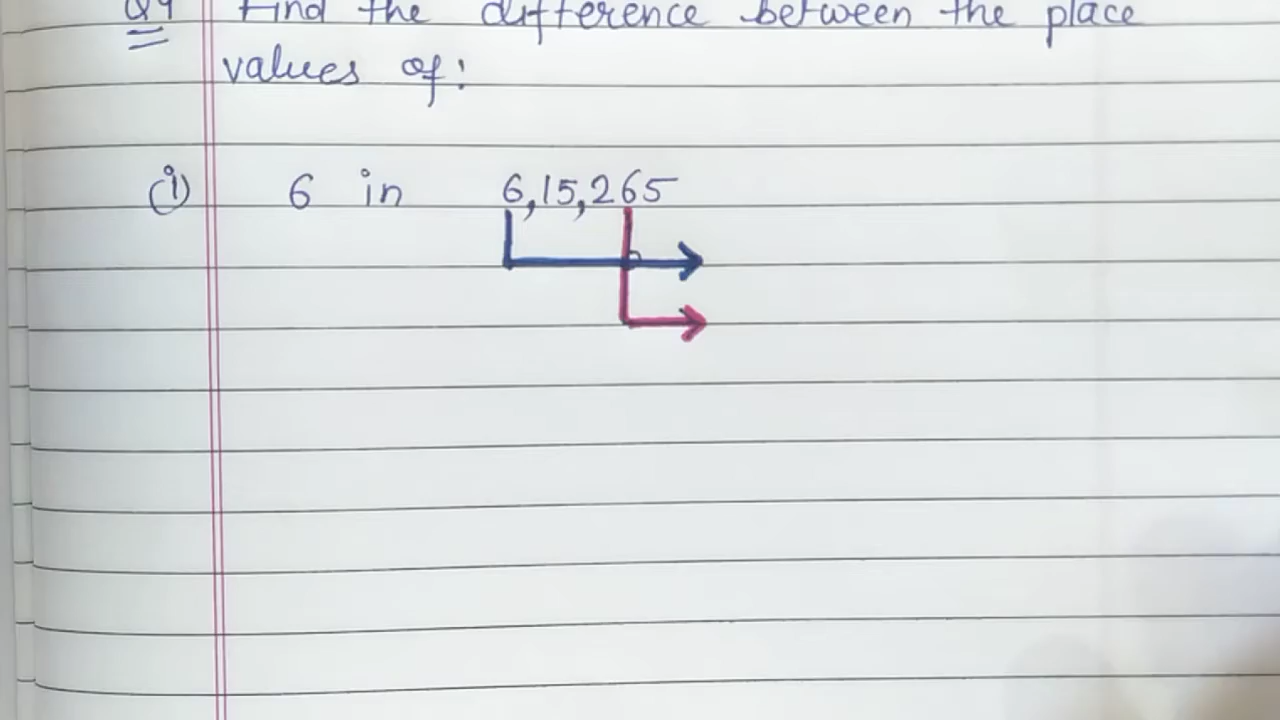 Q4 Find the difference between the place
values of:
(i) 6 in 6,15,265